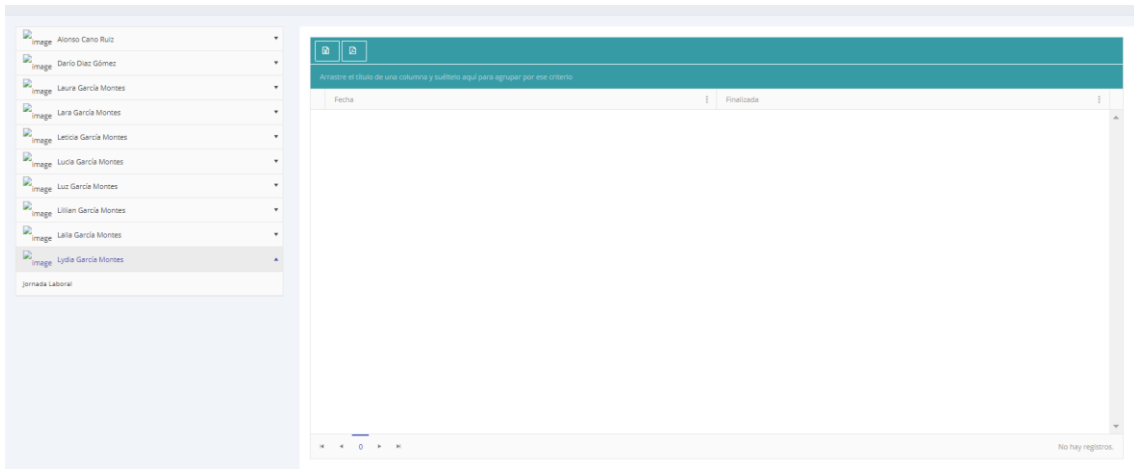 Image Alonso Cano Ruiz
Image Darío Diaz Gómez
Image Laura García Montes
Image Lara García Montes
Image Leticia García Montes
Image Lucia García Montes
Image Luz García Montes
Image Lillian García Montes
Image Lalia García Montes
Image Lydia García Montes
Jornada Laboral
Arrastre el título de una columna y suéltelo aquí para agrupar por ese criterio
Fecha
Finalizada
0
No hay registros.